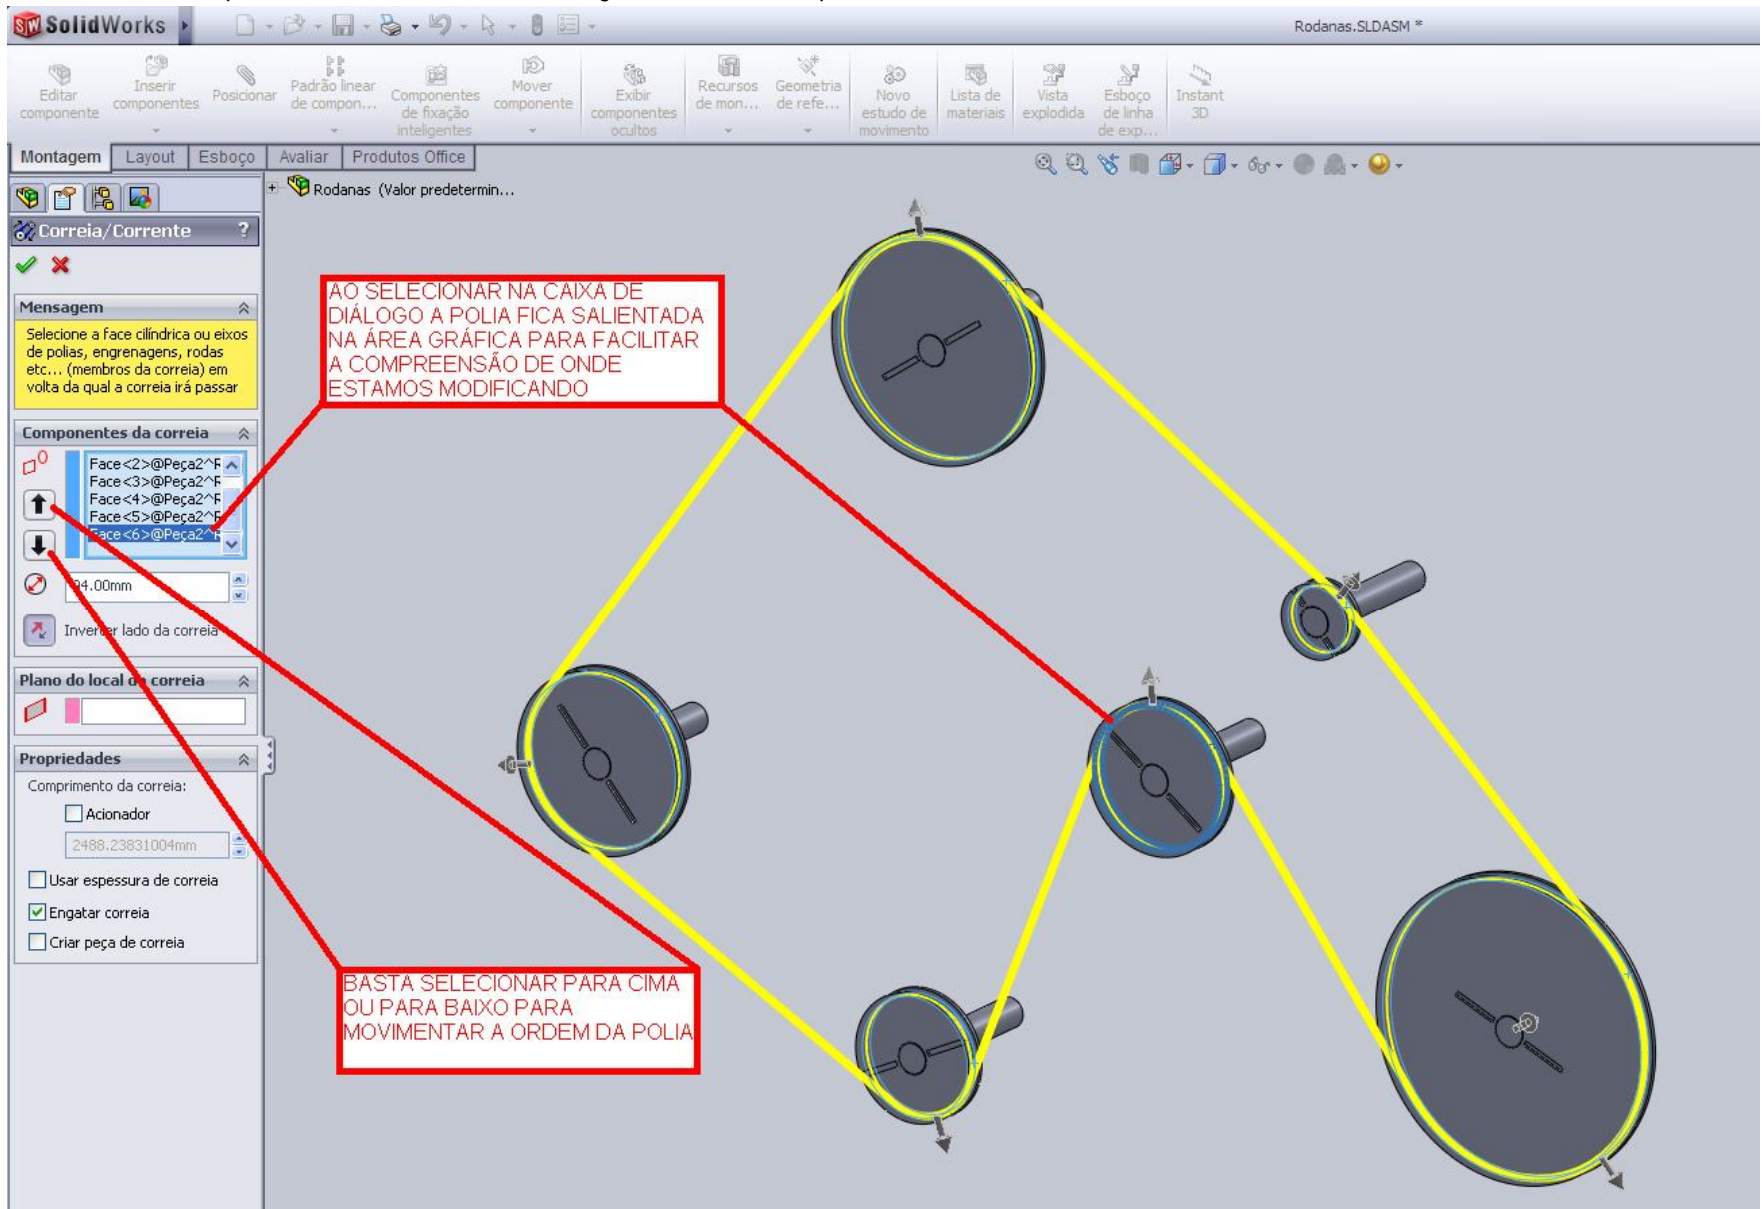 SolidWorks
Rodanas.SLDASM *
Editar
componente
Inserir
componentes
Posicionar
Padrão linear
de compon...
Componentes
de fixação
inteligentes
Mover
componente
Exibir
componentes
ocultos
Recursos
de mon...
Geometria
de refe...
Novo
estudo de
movimento
Lista de
materiais
Vista
explodida
Esboço
de linha
de exp...
Instant
3D
Montagem Layout Esboço Avaliar Produtos Office
Rodanas (Valor predetermin...
Correia/Corrente ?
Mensagem
Selecione a face cilíndrica ou eixos
de polias, engrenagens, rodas
etc... (membros da correia) em
volta da qual a correia irá passar
AO SELECIONAR NA CAIXA DE
DIÁLOGO A POLIA FICA SALIENTADA
NA ÁREA GRÁFICA PARA FACILITAR
A COMPREENSÃO DE ONDE
ESTAMOS MODIFICANDO
Componentes da correia
Face<2>@Peça2^R
Face<3>@Peça2^R
Face<4>@Peça2^R
Face<5>@Peça2^R
Face<6>@Peça2^R
94.00mm
Inverter lado da correia
Plano do local da correia
Propriedades
Comprimento da correia:
Acionador
2488.23831004mm
Usar espessura de correia
Engatar correia
Criar peça de correia
BASTA SELECIONAR PARA CIMA
OU PARA BAIXO PARA
MOVIMENTAR A ORDEM DA POLIA